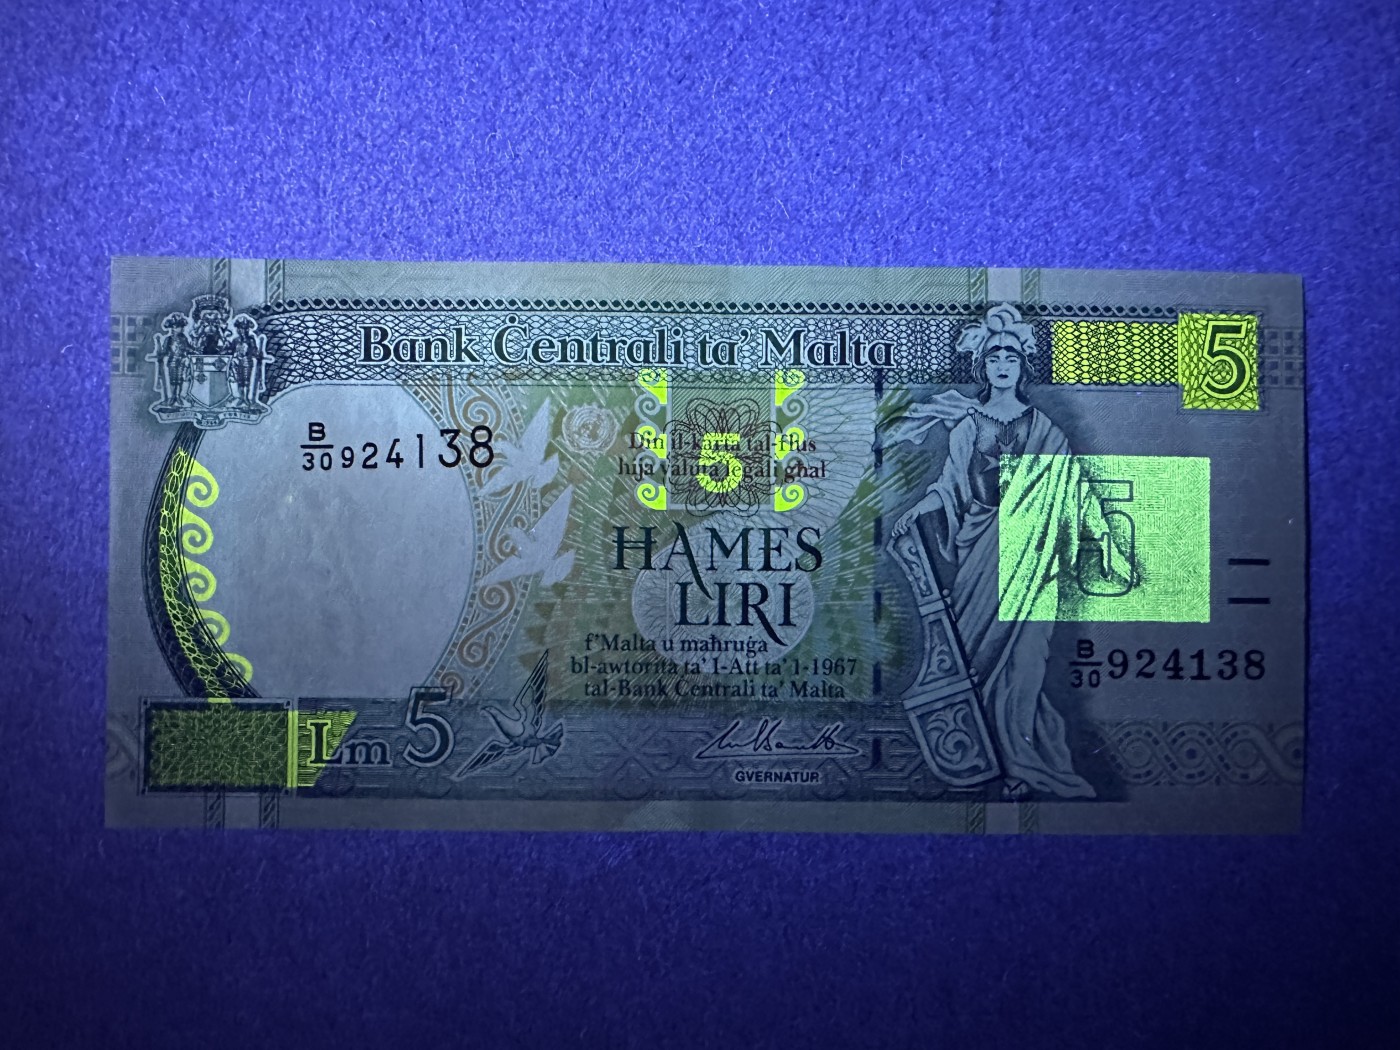 Bank Ċentrali ta' Malta
5
B/30 924138
Din il-karta tal-flus
hija valuta legali għal
5
ĦAMES
LIRI
f'Malta u maħruġa
bl-awtorità ta' l-Att ta' l-1967
tal-Bank Ċentrali ta' Malta
5
B/30 924138
Lm 5
GVERNATUR